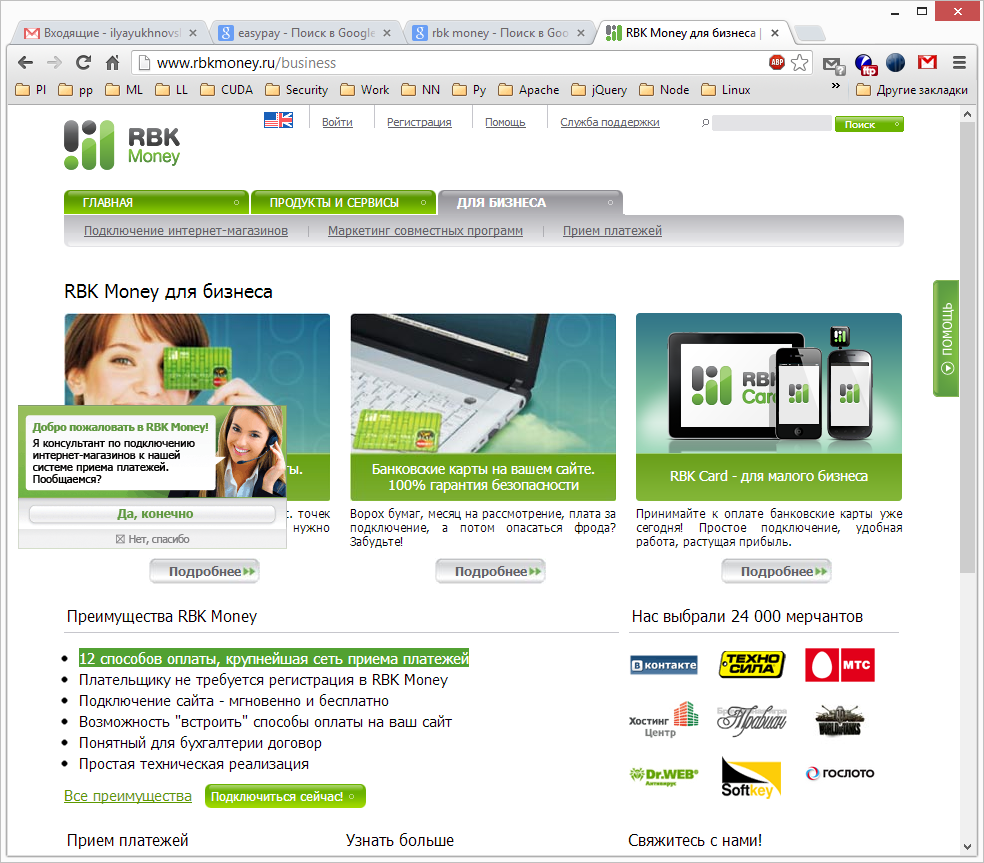 Входящие - ilyayukhnovs
easypay - Поиск в Google
rbk money - Поиск в Goo
RBK Money для бизнеса |
www.rbkmoney.ru/business
ABP
PI
pp
ML
LL
CUDA
Security
Work
NN
Py
Apache
jQuery
Node
Linux
»
Другие закладки
RBK
Money
Войти
Регистрация
Помощь
Служба поддержки
Поиск
ГЛАВНАЯ
ПРОДУКТЫ И СЕРВИСЫ
ДЛЯ БИЗНЕСА
Подключение интернет-магазинов
Маркетинг совместных программ
Прием платежей
RBK Money для бизнеса
ПОМОЩЬ
Добро пожаловать в RBK Money!
Я консультант по подключению
интернет-магазинов к нашей
системе приема платежей.
Пообщаемся?
Да, конечно
Нет, спасибо
ты.
с. точек
нужно
Подробнее
Банковские карты на вашем сайте.
100% гарантия безопасности
Ворох бумаг, месяц на рассмотрение, плата за
подключение, а потом опасаться фрода?
Забудьте!
Подробнее
RBK
Card
RBK Card - для малого бизнеса
Принимайте к оплате банковские карты уже
сегодня! Простое подключение, удобная
работа, растущая прибыль.
Подробнее
Преимущества RBK Money
12 способов оплаты, крупнейшая сеть приема платежей
Плательщику не требуется регистрация в RBK Money
Подключение сайта - мгновенно и бесплатно
Возможность "встроить" способы оплаты на ваш сайт
Понятный для бухгалтерии договор
Простая техническая реализация
Все преимущества
Подключиться сейчас!
Нас выбрали 24 000 мерчантов
В КОНТАКТЕ
ТЕХНО
СИЛА
МТС
Хостинг
Центр
Травиан
WORLD OF TANKS
Dr.WEB
Антивирус
Softkey
ГОСЛОТО
Прием платежей
Узнать больше
Свяжитесь с нами!